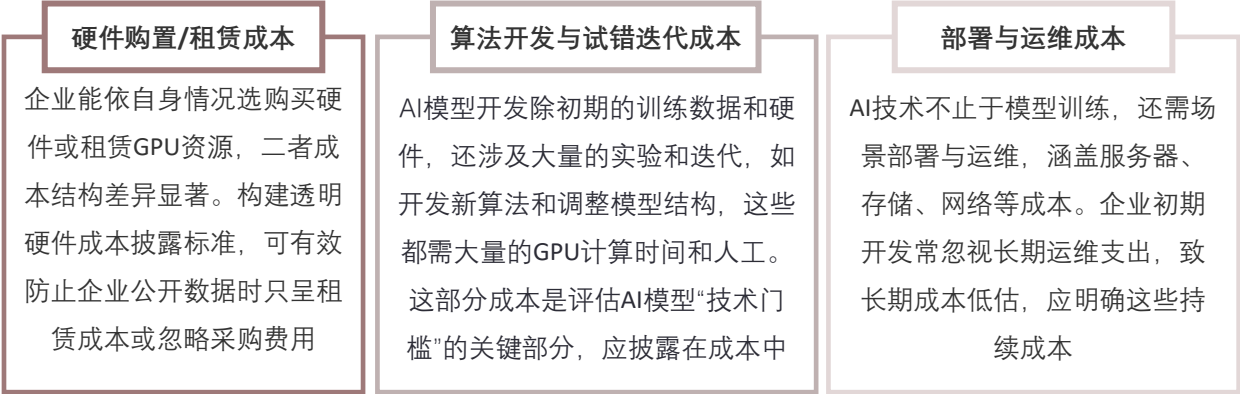 硬件购置/租赁成本
企业能依自身情况选购买硬
件或租赁GPU资源，二者成
本结构差异显著。构建透明
硬件成本披露标准，可有效
防止企业公开数据时只呈租
赁成本或忽略采购费用
算法开发与试错迭代成本
AI模型开发除初期的训练数据和硬
件，还涉及大量的实验和迭代，如
开发新算法和调整模型结构，这些
都需大量的GPU计算时间和人工。
这部分成本是评估AI模型“技术门
槛”的关键部分，应披露在成本中
部署与运维成本
AI技术不止于模型训练，还需场
景部署与运维，涵盖服务器、
存储、网络等成本。企业初期
开发常忽视长期运维支出，致
长期成本低估，应明确这些持
续成本